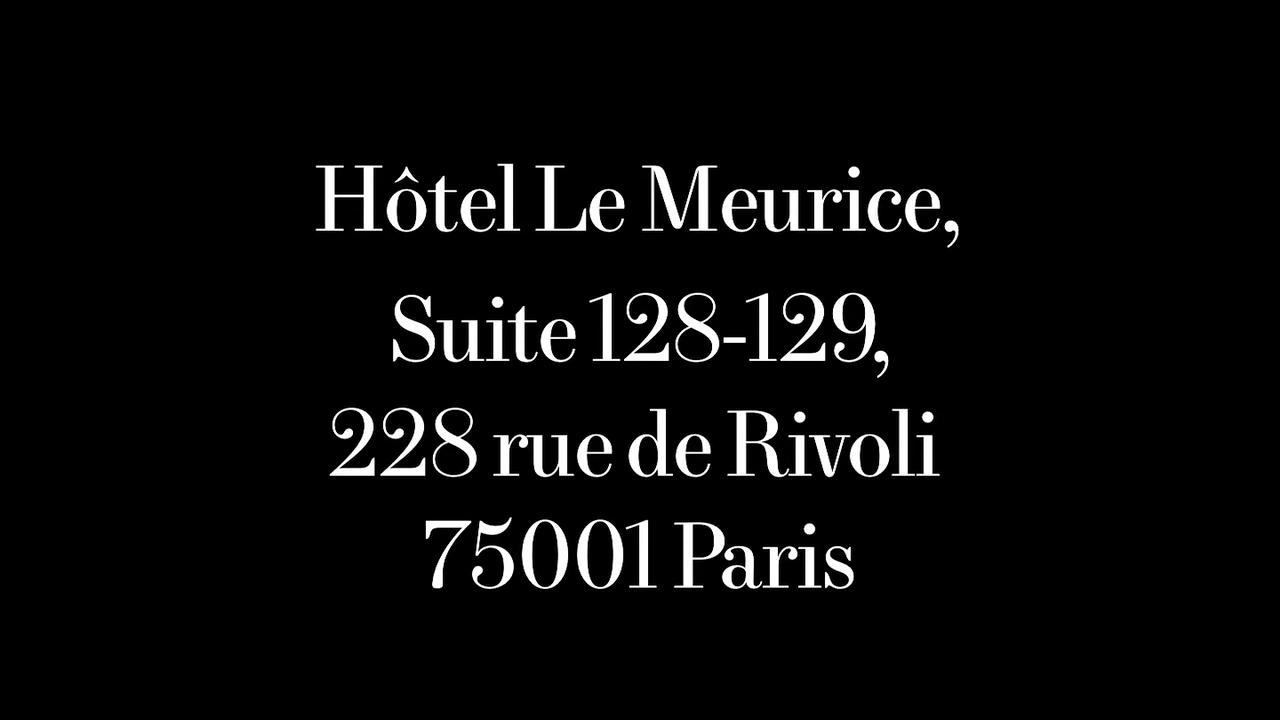 Hôtel Le Meurice,
Suite 128-129,
228 rue de Rivoli
75001 Paris